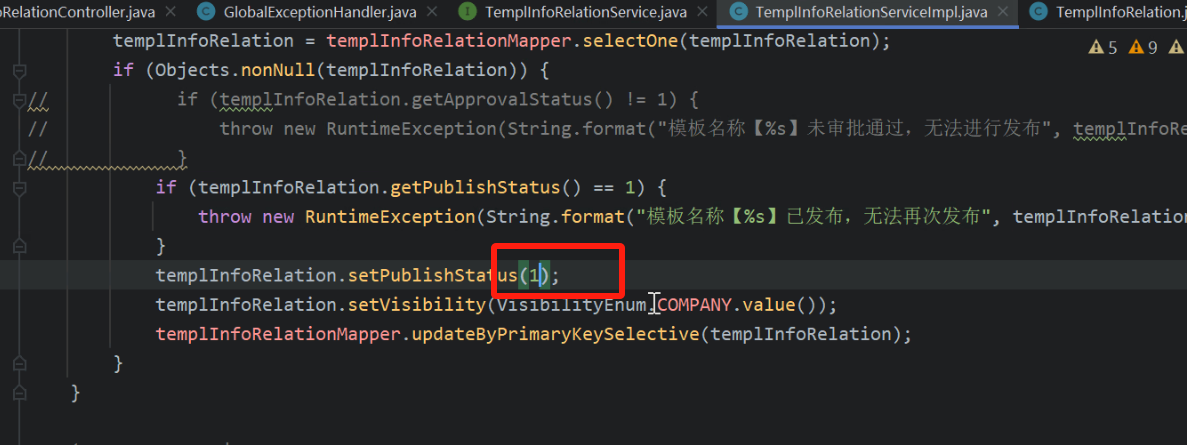 oRelationController.java × GlobalExceptionHandler.java × TemplInfoRelationService.java × TemplInfoRelationServiceImpl.java × TemplInfoRelation.j
templInfoRelation = templInfoRelationMapper.selectOne(templInfoRelation); 5 9
if (Objects.nonNull(templInfoRelation)) {
// if (templInfoRelation.getApprovalStatus() != 1) {
// throw new RuntimeException(String.format("模板名称【%s】未审批通过，无法进行发布", templInfoRe
// }
if (templInfoRelation.getPublishStatus() == 1) {
throw new RuntimeException(String.format("模板名称【%s】已发布，无法再次发布", templInfoRelation
}
templInfoRelation.setPublishStatus(1);
templInfoRelation.setVisibility(VisibilityEnum.COMPANY.value());
templInfoRelationMapper.updateByPrimaryKeySelective(templInfoRelation);
}
}